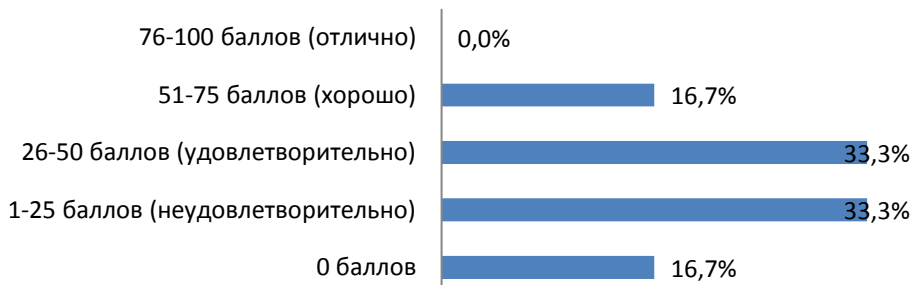 76-100 баллов (отлично) 0,0%
51-75 баллов (хорошо) 16,7%
26-50 баллов (удовлетворительно) 33,3%
1-25 баллов (неудовлетворительно) 33,3%
0 баллов 16,7%